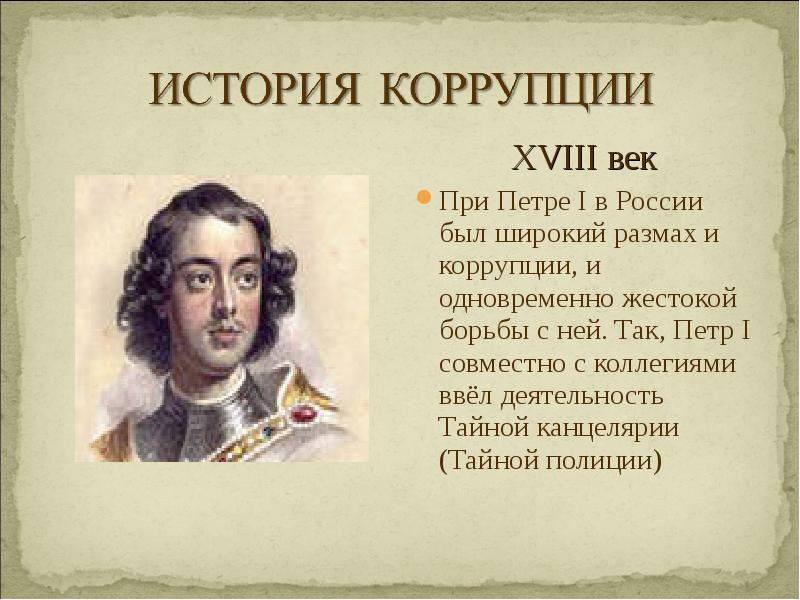 ИСТОРИЯ КОРРУПЦИИ
XVIII век
При Петре I в России
был широкий размах и
коррупции, и
одновременно жестокой
борьбы с ней. Так, Петр I
совместно с коллегиями
ввёл деятельность
Тайной канцелярии
(Тайной полиции)